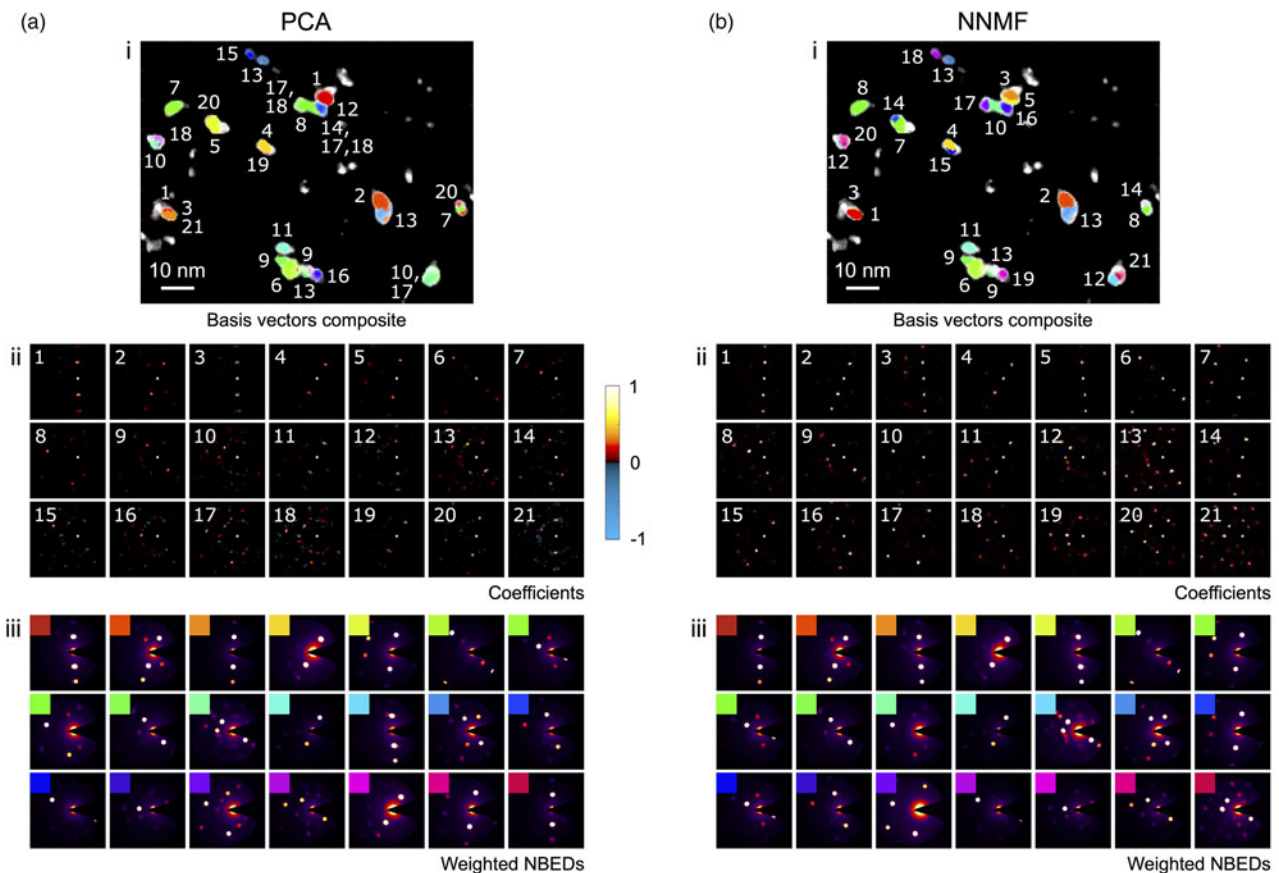 (a) PCA
i
15
13
17,
18
1
7
20
8
12
14,
17,18
18
10
5
4
19
1
3
21
2
13
20
7
11
9
9
6
13
16
10,
17
10 nm
Basis vectors composite
ii
1 2 3 4 5 6 7
8 9 10 11 12 13 14
15 16 17 18 19 20 21
1
0
-1
Coefficients
iii
Weighted NBEDs
(b) NNMF
i
18
13
3
8
14
17
5
10
16
20
12
7
4
15
3
1
2
13
14
8
11
9
13
6
9
19
12
21
10 nm
Basis vectors composite
ii
1 2 3 4 5 6 7
8 9 10 11 12 13 14
15 16 17 18 19 20 21
Coefficients
iii
Weighted NBEDs